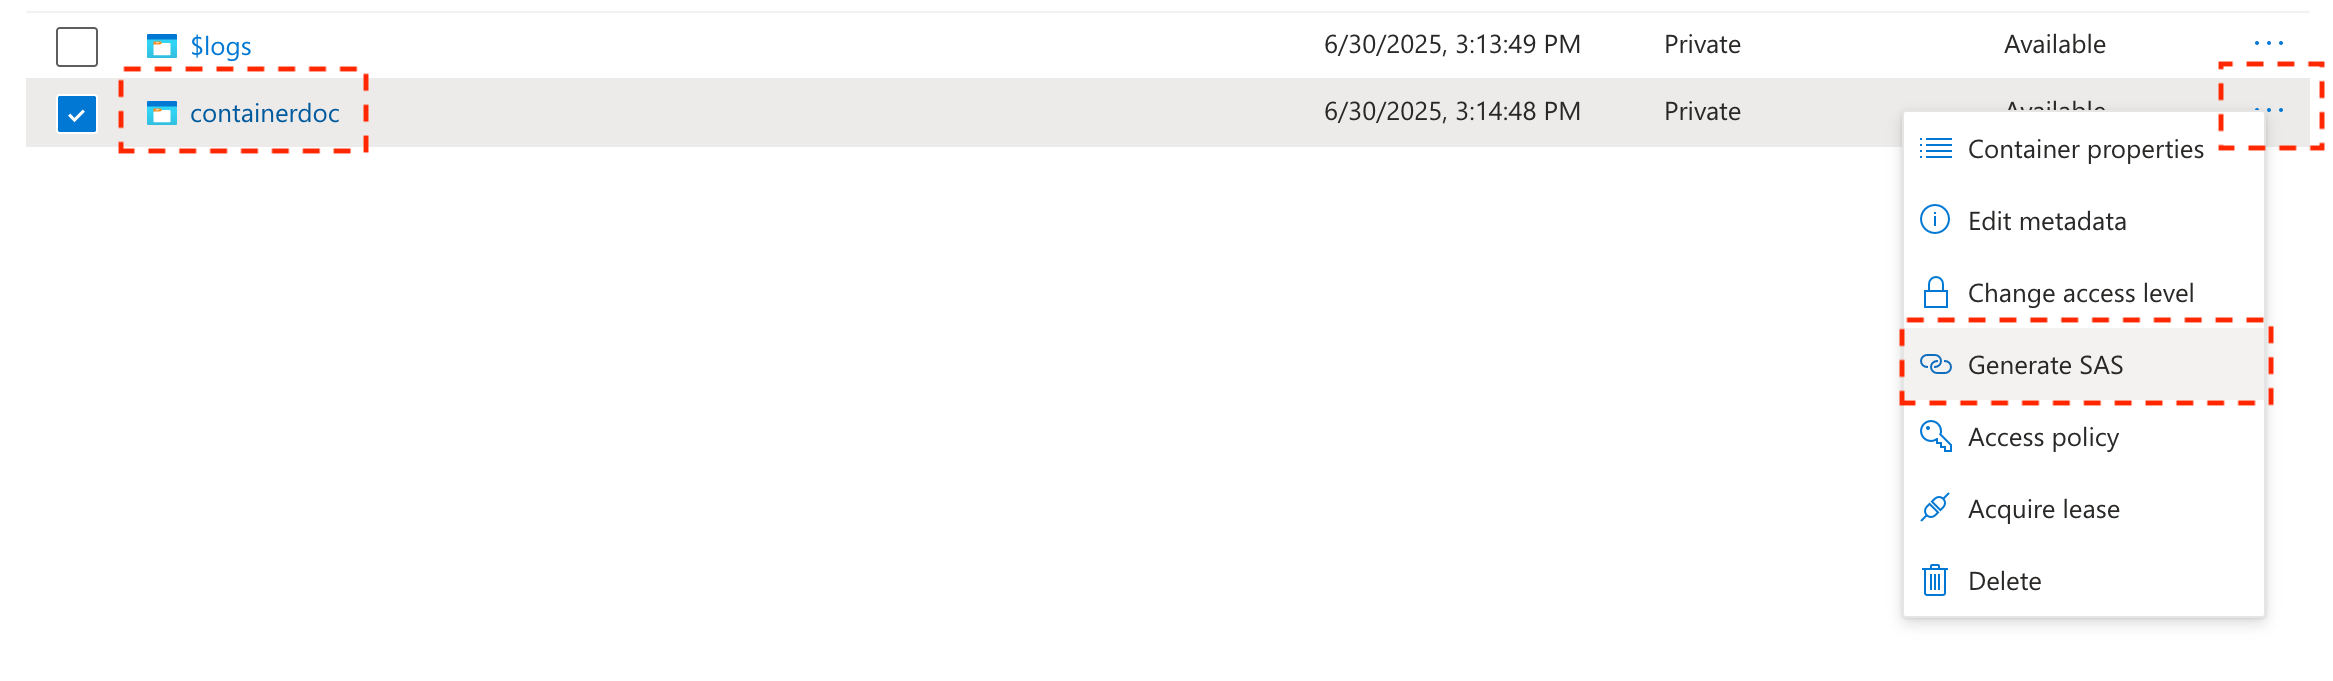 $logs 6/30/2025, 3:13:49 PM Private Available ...
containerdoc 6/30/2025, 3:14:48 PM Private Available ...
Container properties
Edit metadata
Change access level
Generate SAS
Access policy
Acquire lease
Delete